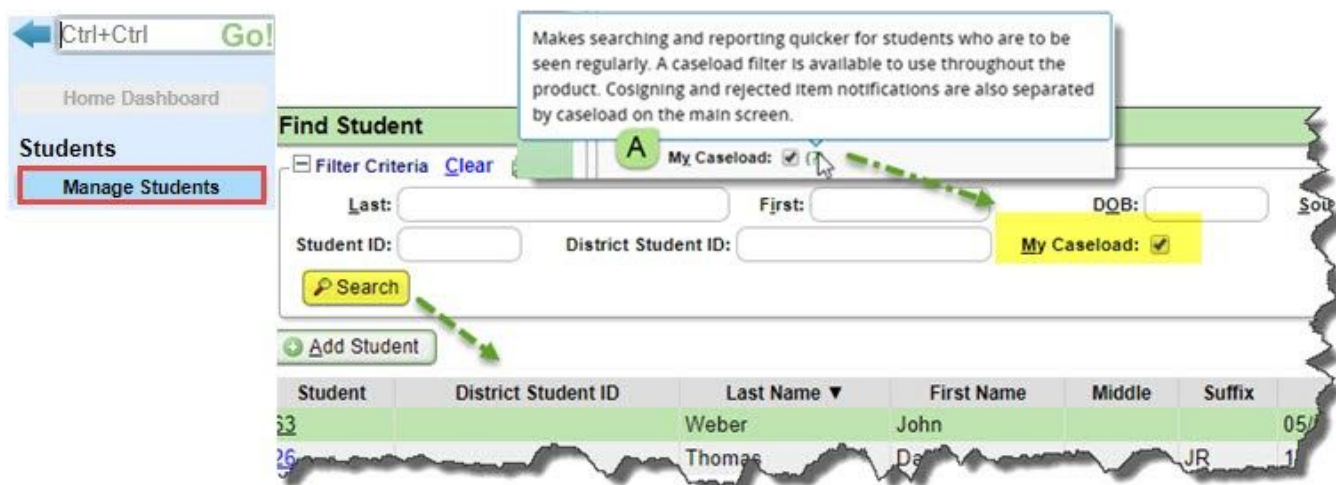 Ctrl+Ctrl Go!
Home Dashboard
Students
Manage Students
Makes searching and reporting quicker for students who are to be
seen regularly. A caseload filter is available to use throughout the
product. Cosigning and rejected item notifications are also separated
by caseload on the main screen.
A My Caseload:
Find Student
Filter Criteria Clear
Last: First: DOB:
Student ID: District Student ID: My Caseload:
Search
Add Student
Student District Student ID Last Name ▼ First Name Middle Suffix
63 Weber John 05/
26 Thomas JR